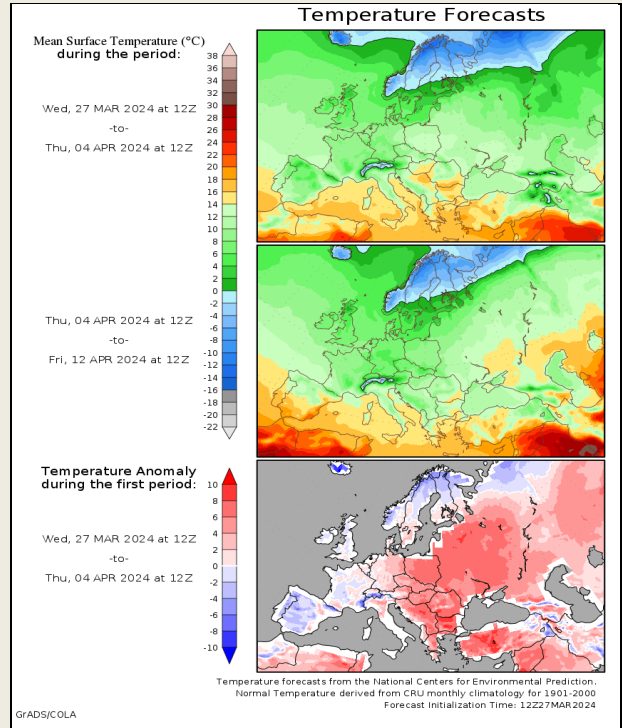 Temperature Forecasts
Mean Surface Temperature (°C)
during the period:
38
36
34
32
30
28
26
24
22
20
18
16
14
12
10
8
6
4
2
0
-2
-4
-6
-8
-10
-12
-14
-16
-18
-20
-22
Wed, 27 MAR 2024 at 12Z
-to-
Thu, 04 APR 2024 at 12Z
Thu, 04 APR 2024 at 12Z
-to-
Fri, 12 APR 2024 at 12Z
Temperature Anomaly
during the first period:
10
8
6
4
2
0
-2
-4
-6
-8
-10
Wed, 27 MAR 2024 at 12Z
-to-
Thu, 04 APR 2024 at 12Z
Temperature forecasts from the National Centers for Environmental Prediction.
Normal Temperature derived from CRU monthly climatology for 1901-2000
Forecast Initialization Time: 12Z27MAR2024
GrADS/COLA